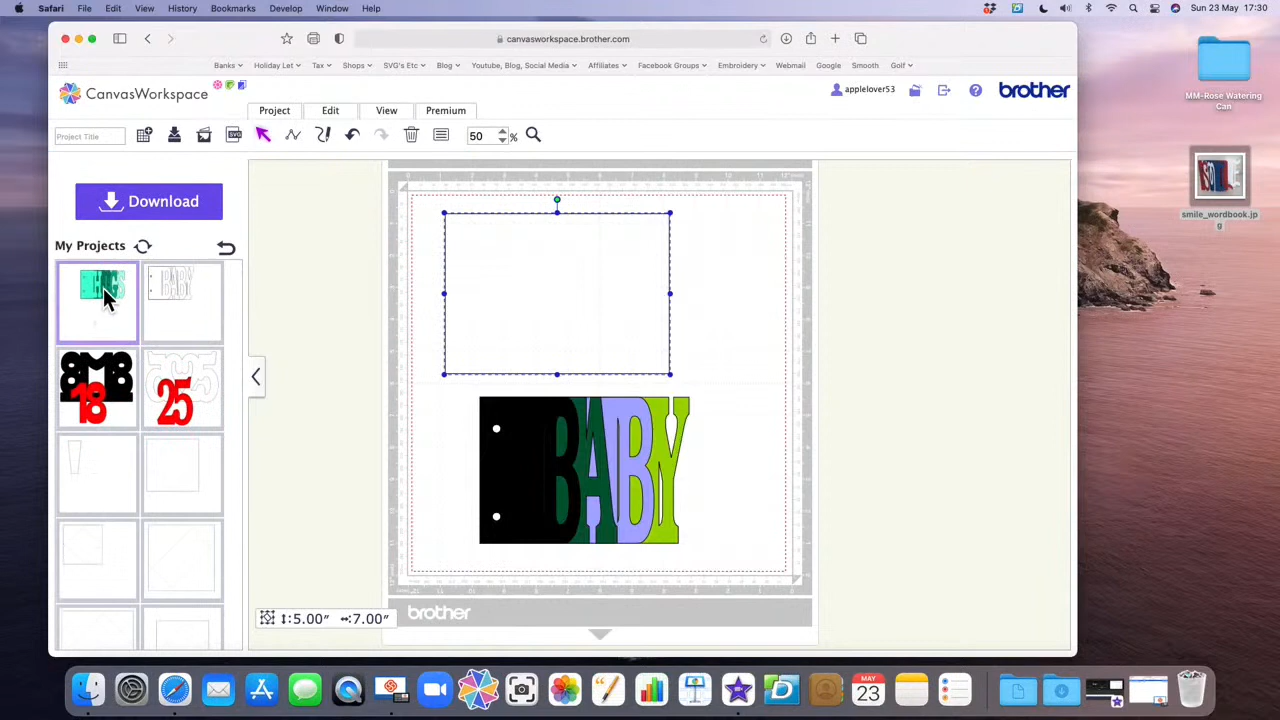 Safari File Edit View History Bookmarks Develop Window Help Sun 23 May 17:30
canvasworkspace.brother.com
Banks Holiday Let Tax Shops SVG's Etc Blog Youtube, Blog, Social Media Affiliates Facebook Groups Embroidery Webmail Google Smooth Golf
CanvasWorkspace applelover53 brother
Project Edit View Premium
Project Title SVG 50 %
Download
My Projects
BABY
18 25
BABY
↕:5.00" ↔:7.00"
brother
MM-Rose Watering Can
smile_wordbook.jpg
MAY
23